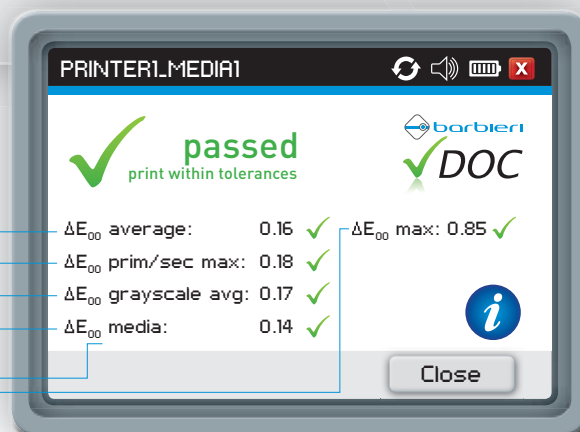 PRINTER1_MEDIA1
X
passed
print within tolerances
barbieri
DOC
ΔE₀₀ average: 0.16
ΔE₀₀ prim/sec max: 0.18
ΔE₀₀ grayscale avg: 0.17
ΔE₀₀ media: 0.14
ΔE₀₀ max: 0.85
i
Close